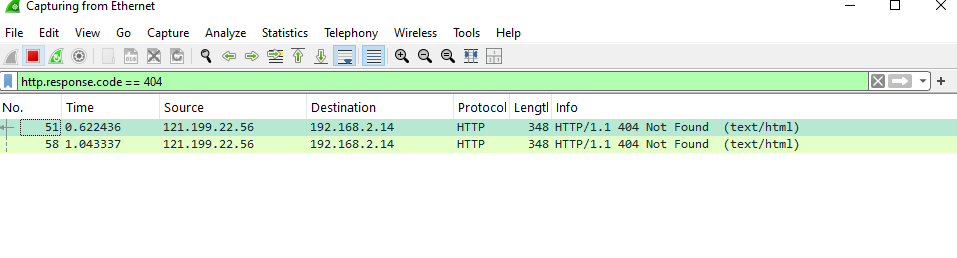 Capturing from Ethernet
File Edit View Go Capture Analyze Statistics Telephony Wireless Tools Help
http.response.code == 404
No. Time Source Destination Protocol Lengtl Info
51 0.622436 121.199.22.56 192.168.2.14 HTTP 348 HTTP/1.1 404 Not Found (text/html)
58 1.043337 121.199.22.56 192.168.2.14 HTTP 348 HTTP/1.1 404 Not Found (text/html)